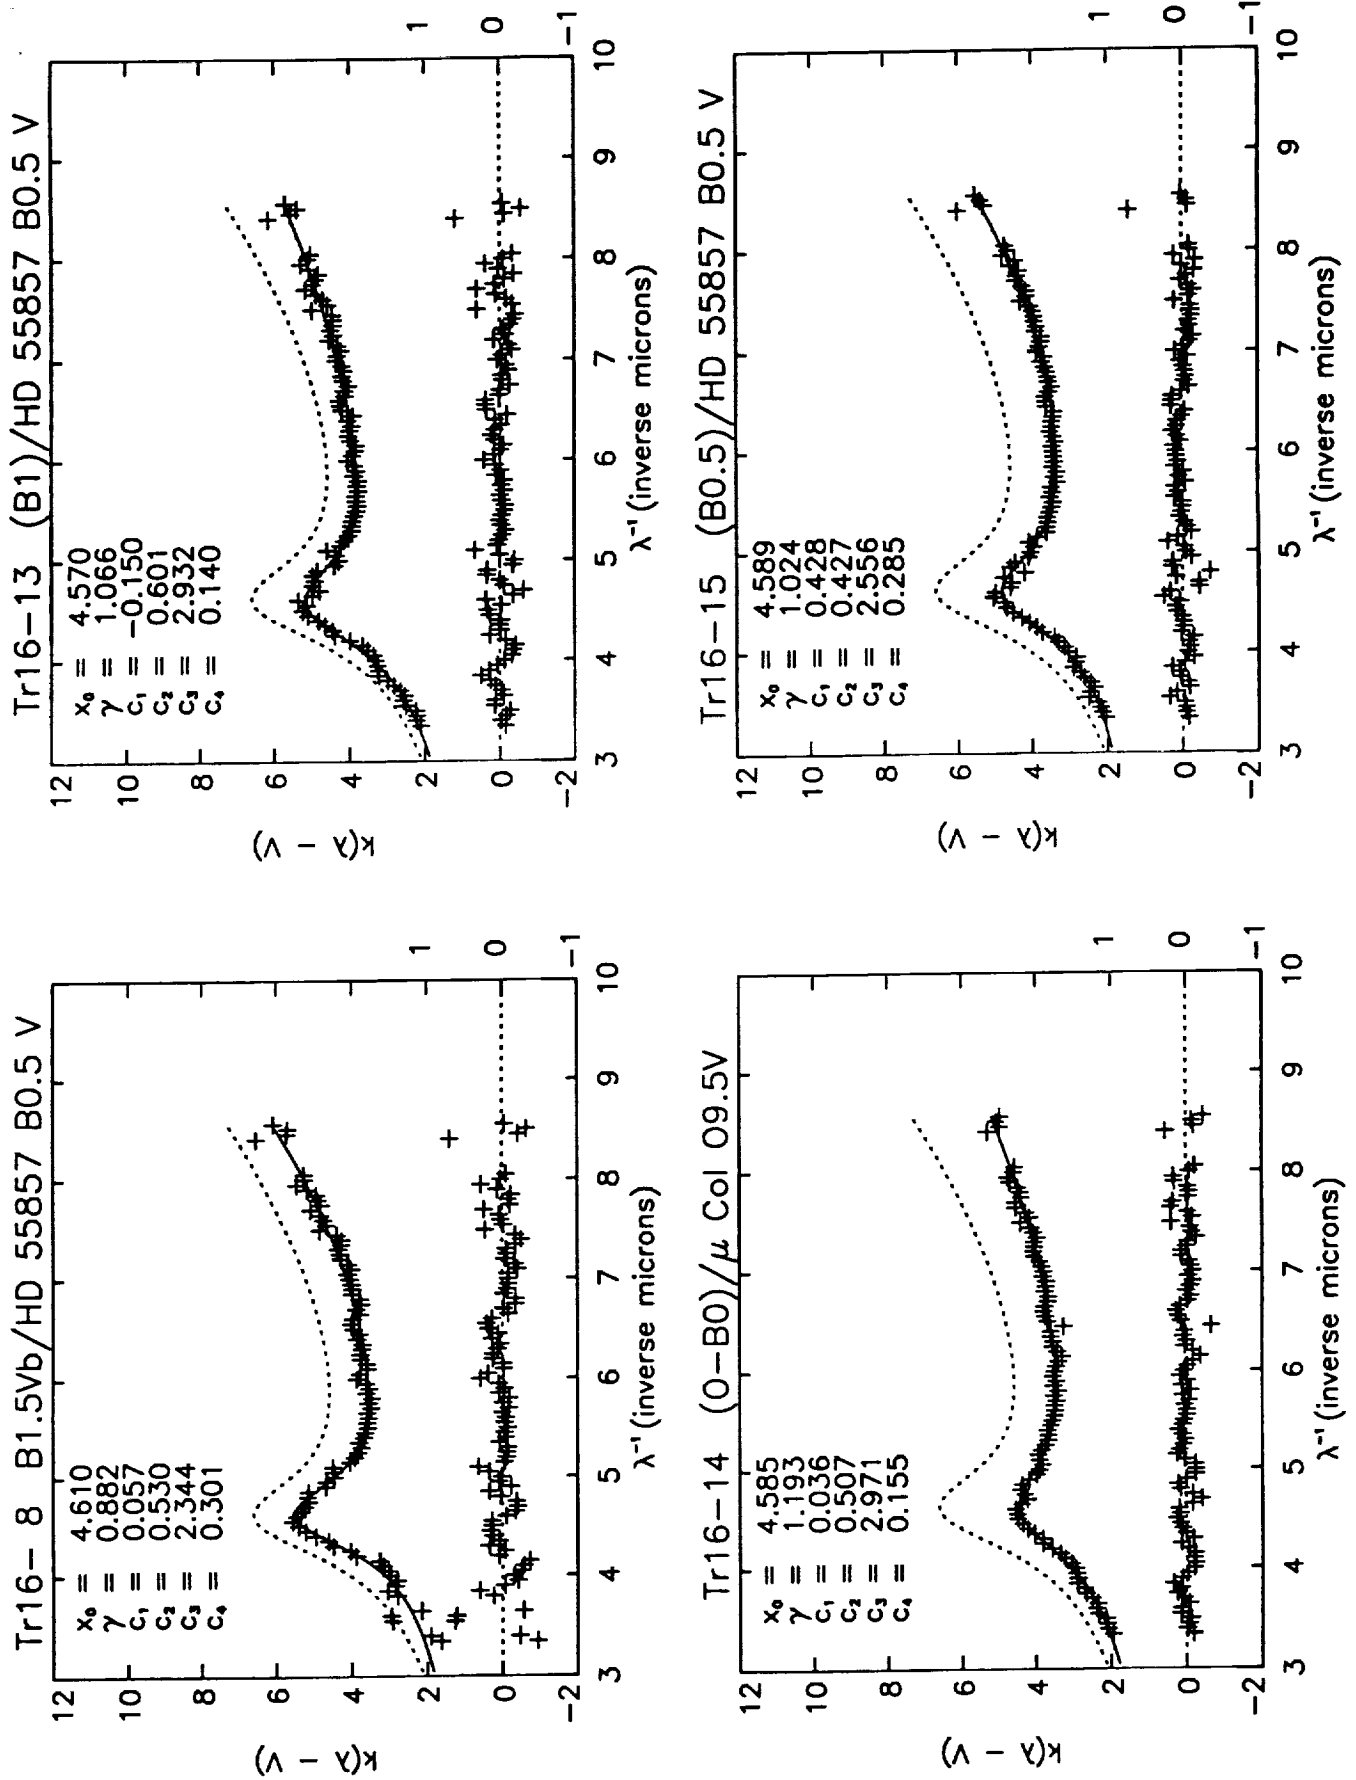 Tr16- 8 B1.5Vb/HD 55857 B0.5 V
x₀ = 4.610
γ = 0.882
c₁ = 0.057
c₂ = 0.530
c₃ = 2.344
c₄ = 0.301
12
10
8
6
4
2
0
-2
1
0
-1
3 4 5 6 7 8 9 10
k(λ - V)
λ⁻¹ (inverse microns)
Tr16-13 (B1)/HD 55857 B0.5 V
x₀ = 4.570
γ = 1.066
c₁ = -0.150
c₂ = 0.601
c₃ = 2.932
c₄ = 0.140
12
10
8
6
4
2
0
-2
1
0
-1
3 4 5 6 7 8 9 10
k(λ - V)
λ⁻¹ (inverse microns)
Tr16-14 (O-B0)/μ Col O9.5V
x₀ = 4.585
γ = 1.193
c₁ = 0.036
c₂ = 0.507
c₃ = 2.971
c₄ = 0.155
12
10
8
6
4
2
0
-2
1
0
-1
3 4 5 6 7 8 9 10
k(λ - V)
λ⁻¹ (inverse microns)
Tr16-15 (B0.5)/HD 55857 B0.5 V
x₀ = 4.589
γ = 1.024
c₁ = 0.428
c₂ = 0.427
c₃ = 2.556
c₄ = 0.285
12
10
8
6
4
2
0
-2
1
0
-1
3 4 5 6 7 8 9 10
k(λ - V)
λ⁻¹ (inverse microns)